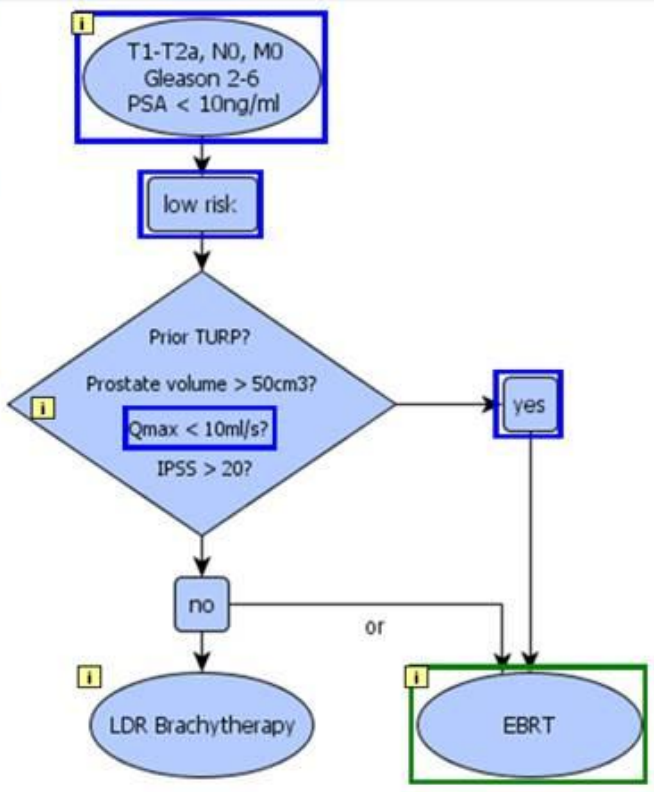 i
T1-T2a, N0, M0
Gleason 2-6
PSA < 10ng/ml
low risk
Prior TURP?
Prostate volume > 50cm3?
i
Qmax < 10ml/s?
IPSS > 20?
yes
no
or
i
LDR Brachytherapy
i
EBRT